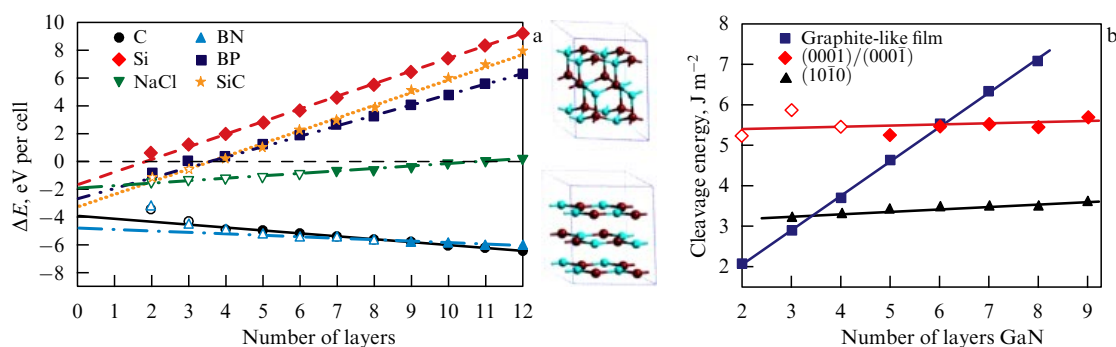 a
C
Si
NaCl
BN
BP
SiC
ΔE, eV per cell
10
8
6
4
2
0
−2
−4
−6
−8
0 1 2 3 4 5 6 7 8 9 10 11 12
Number of layers
b
Graphite-like film
(0001)/(0001̄)
(101̄0)
Cleavage energy, J m⁻²
9
8
7
6
5
4
3
2
2 3 4 5 6 7 8 9
Number of layers GaN